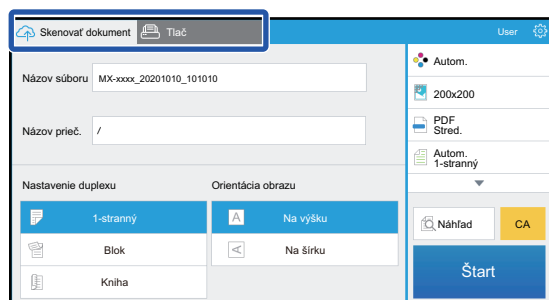 Skenovať dokument Tlač User
Názov súboru MX-xxxx_20201010_101010
Názov prieč. /
Nastavenie duplexu Orientácia obrazu
1-stranný A Na výšku
Blok A Na šírku
Kniha
Autom.
200x200
PDF
Stred.
Autom.
1-stranný
Náhľad CA
Štart